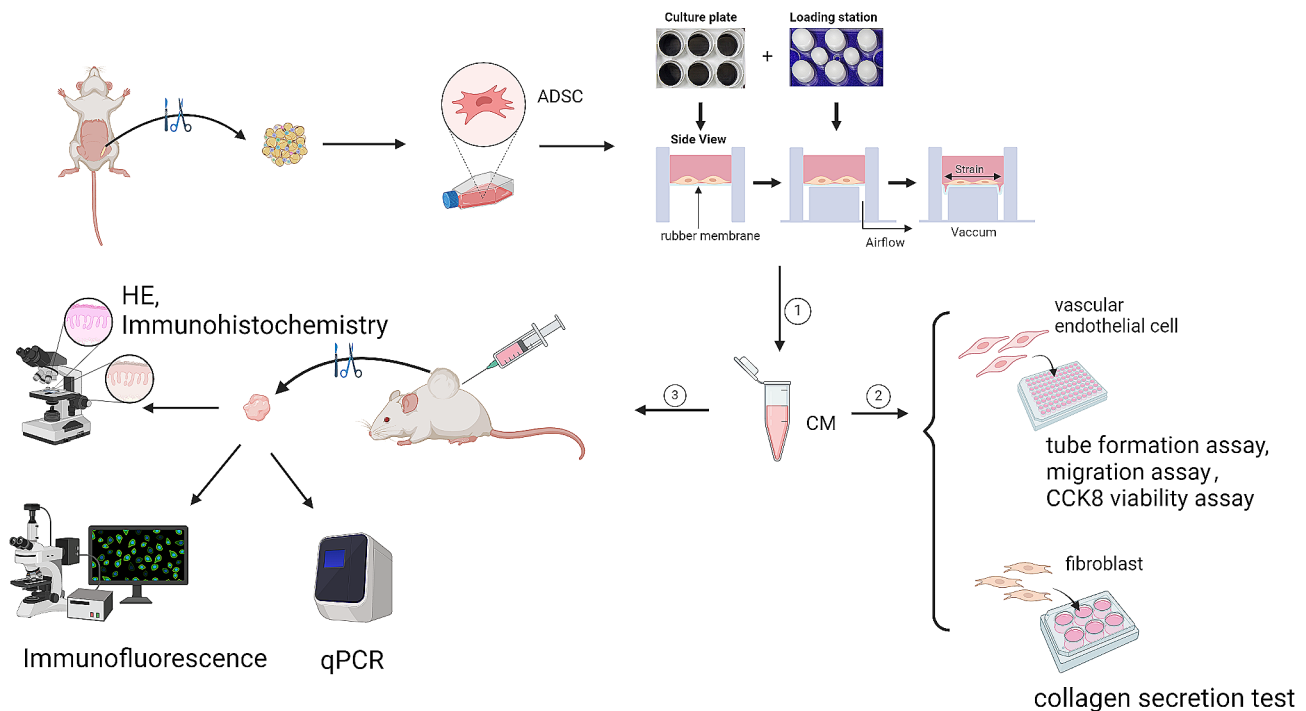 Culture plate
Loading station
+
ADSC
Side View
Strain
rubber membrane
Airflow
Vaccum
1
HE,
Immunohistochemistry
vascular
endothelial cell
3
2
CM
tube formation assay,
migration assay,
CCK8 viability assay
fibroblast
Immunofluorescence
qPCR
collagen secretion test